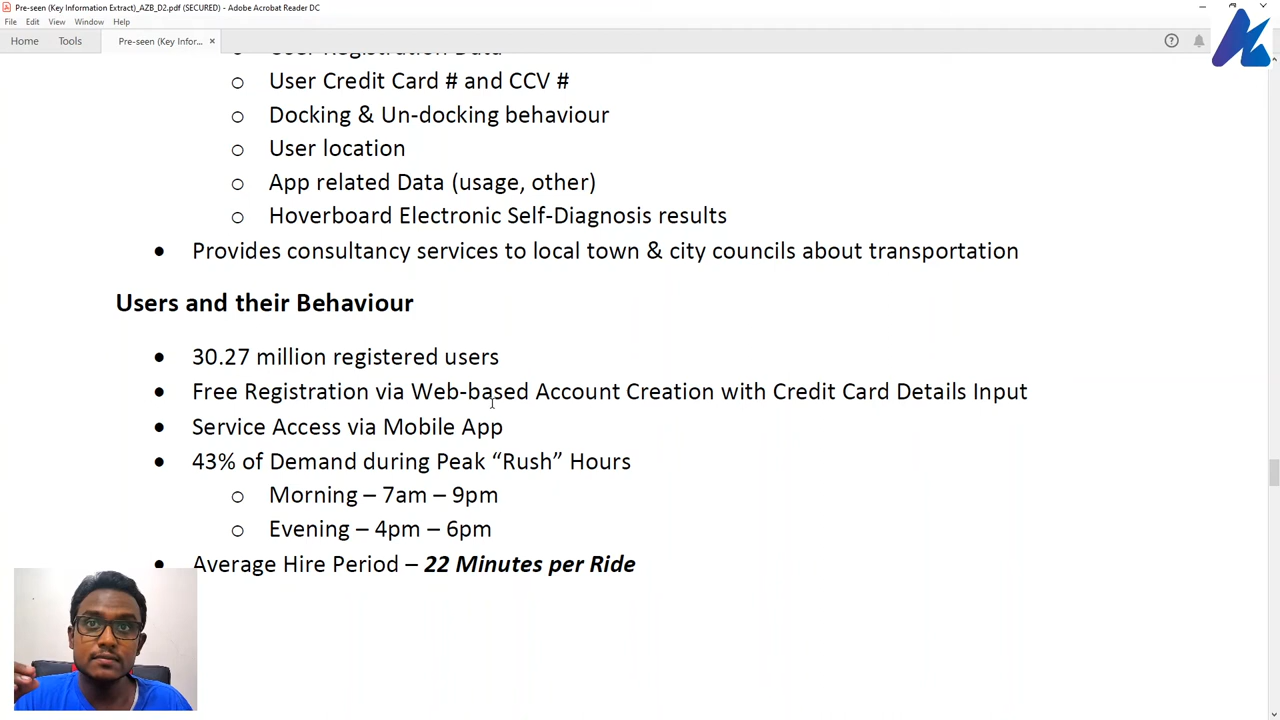 Pre-seen (Key Information Extract)_AZB_D2.pdf (SECURED) - Adobe Acrobat Reader DC
File Edit View Window Help
Home Tools Pre-seen (Key Infor... ×
o User Registration Data
o User Credit Card # and CCV #
o Docking & Un-docking behaviour
o User location
o App related Data (usage, other)
o Hoverboard Electronic Self-Diagnosis results
• Provides consultancy services to local town & city councils about transportation
Users and their Behaviour
• 30.27 million registered users
• Free Registration via Web-based Account Creation with Credit Card Details Input
• Service Access via Mobile App
• 43% of Demand during Peak “Rush” Hours
o Morning – 7am – 9pm
o Evening – 4pm – 6pm
• Average Hire Period – 22 Minutes per Ride